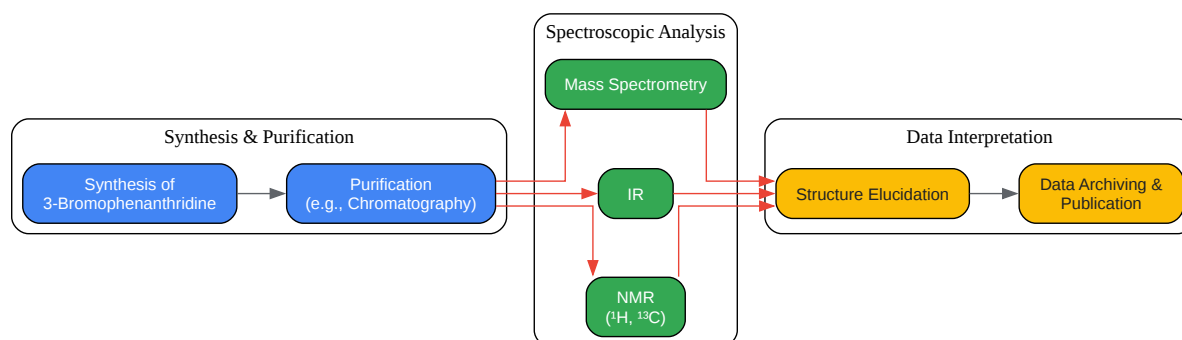 Synthesis & Purification
Synthesis of
3-Bromophenanthridine
Purification
(e.g., Chromatography)
Spectroscopic Analysis
Mass Spectrometry
IR
NMR
(¹H, ¹³C)
Data Interpretation
Structure Elucidation
Data Archiving &
Publication